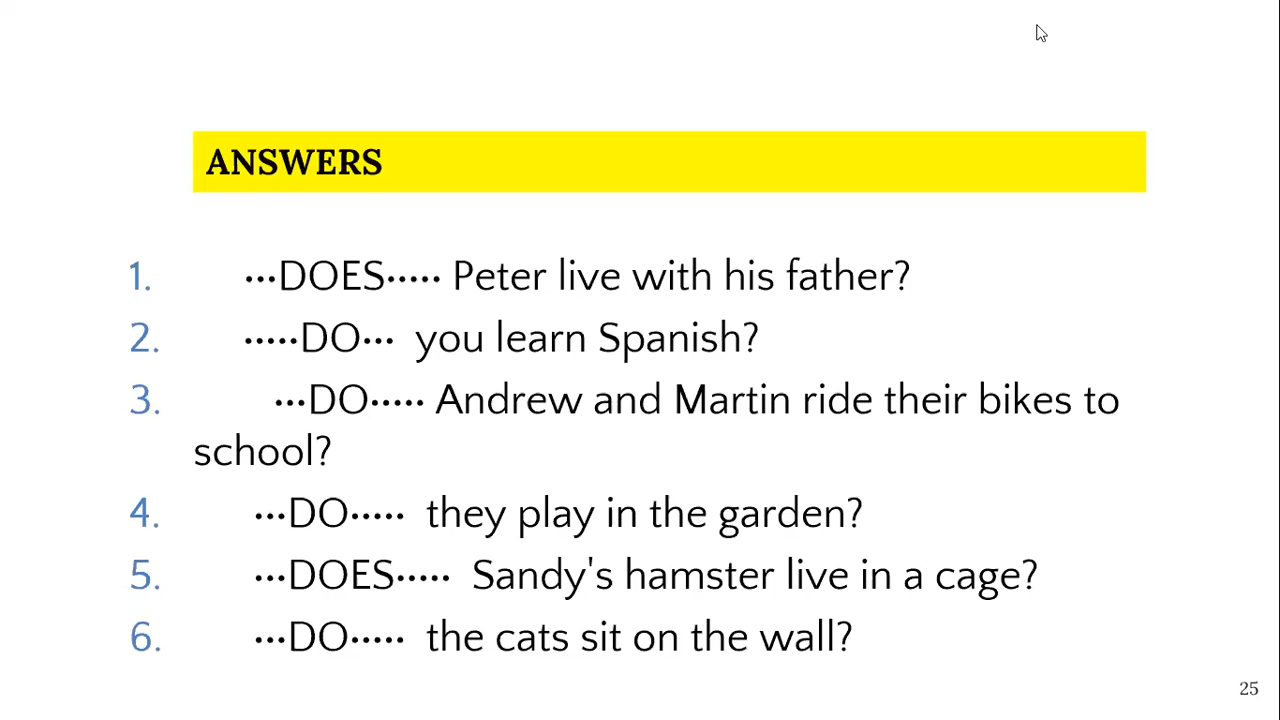 ANSWERS
1. ···DOES····· Peter live with his father?
2. ·····DO··· you learn Spanish?
3. ···DO····· Andrew and Martin ride their bikes to
school?
4. ···DO····· they play in the garden?
5. ···DOES····· Sandy's hamster live in a cage?
6. ···DO····· the cats sit on the wall?
25